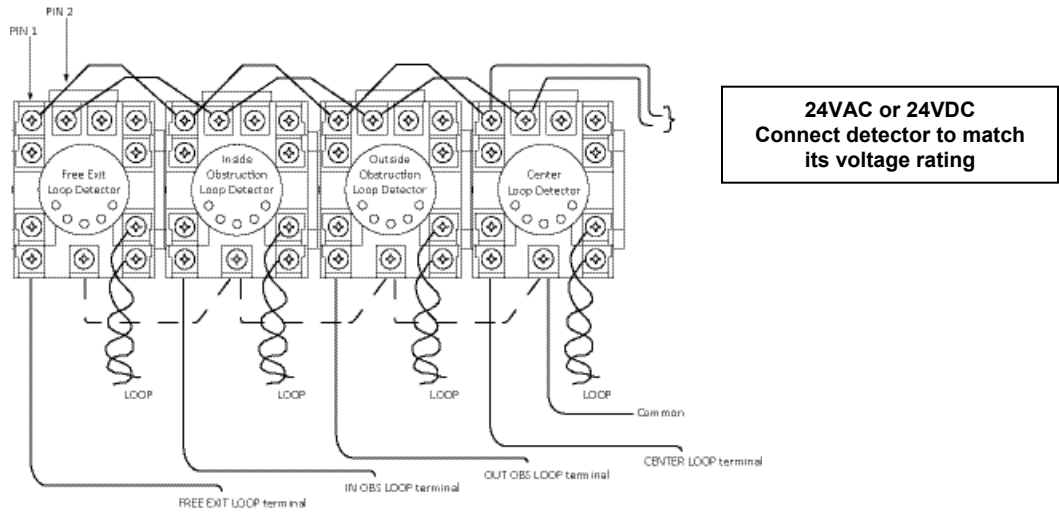 PIN 2
PIN 1
24VAC or 24VDC
Connect detector to match
its voltage rating
Free Exit
Loop Detector
Inside
Obstruction
Loop Detector
Outside
Obstruction
Loop Detector
Center
Loop Detector
LOOP
LOOP
LOOP
LOOP
Common
CENTER LOOP terminal
OUT OBS LOOP terminal
IN OBS LOOP terminal
FREE EXIT LOOP terminal